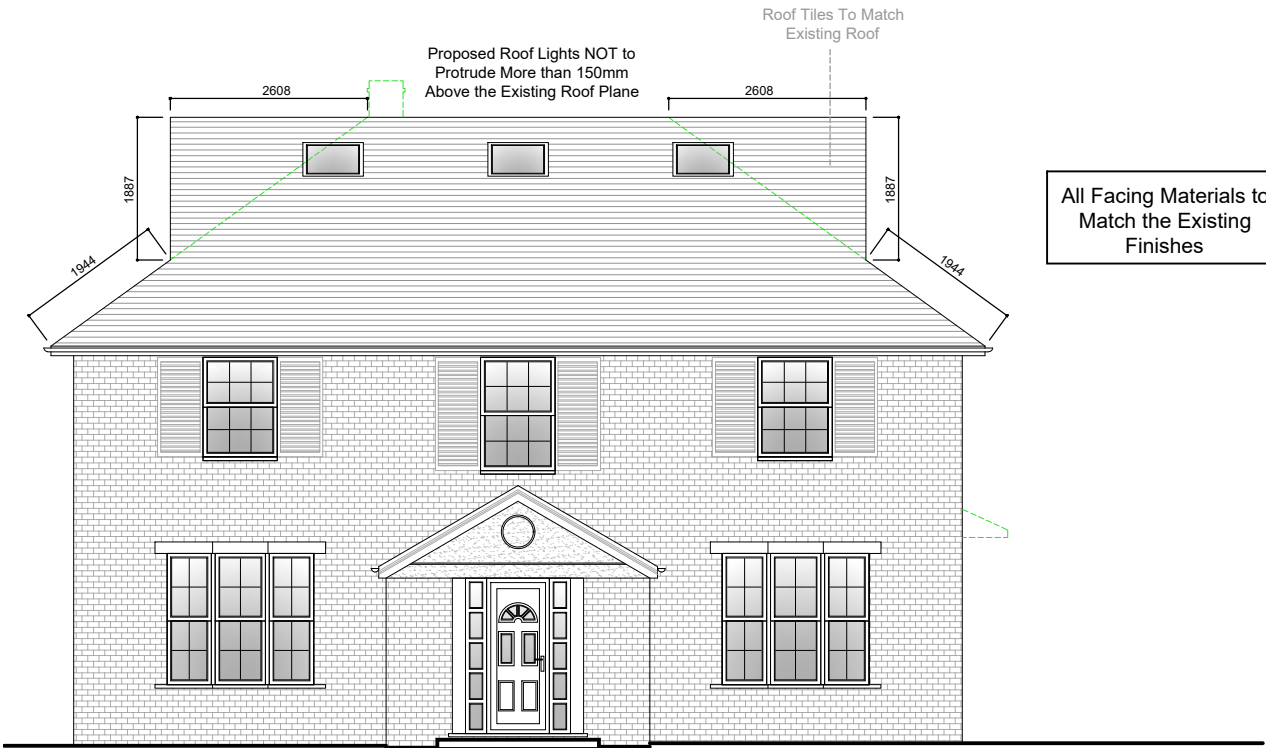 Roof Tiles To Match
Existing Roof
Proposed Roof Lights NOT to
Protrude More than 150mm
Above the Existing Roof Plane
2608
2608
1887
1887
1944
1944
All Facing Materials to
Match the Existing
Finishes